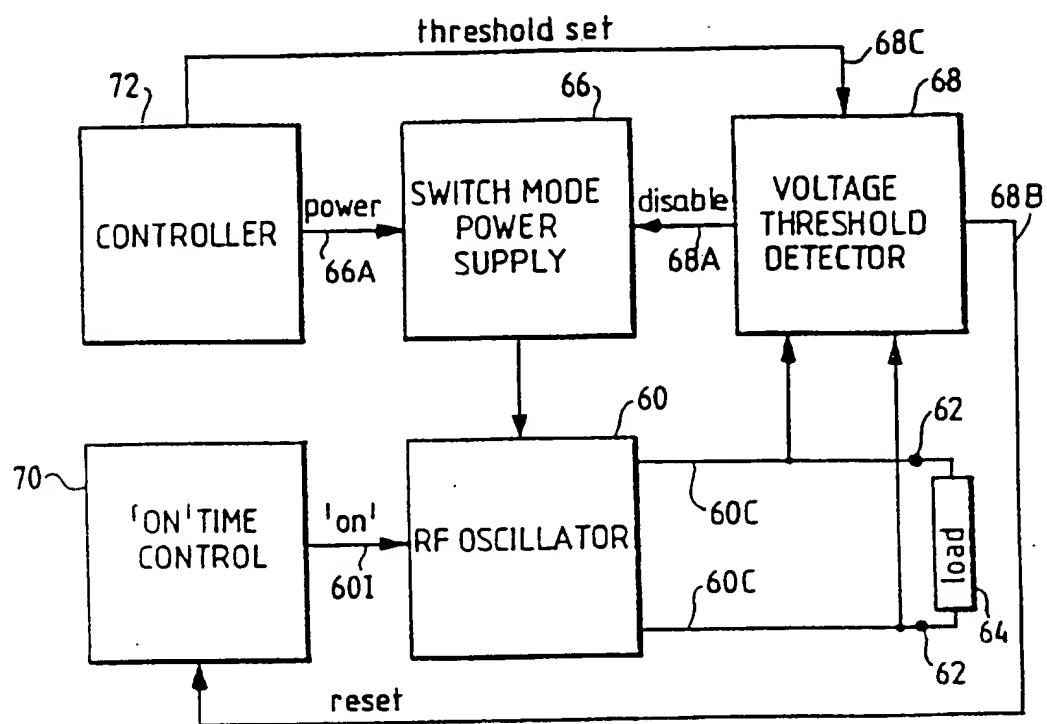 threshold set
68C
72
66
68
CONTROLLER
power
66A
SWITCH MODE
POWER
SUPPLY
disable
68A
VOLTAGE
THRESHOLD
DETECTOR
68B
60
62
70
'ON' TIME
CONTROL
'on'
60I
RF OSCILLATOR
60C
60C
load
64
62
reset